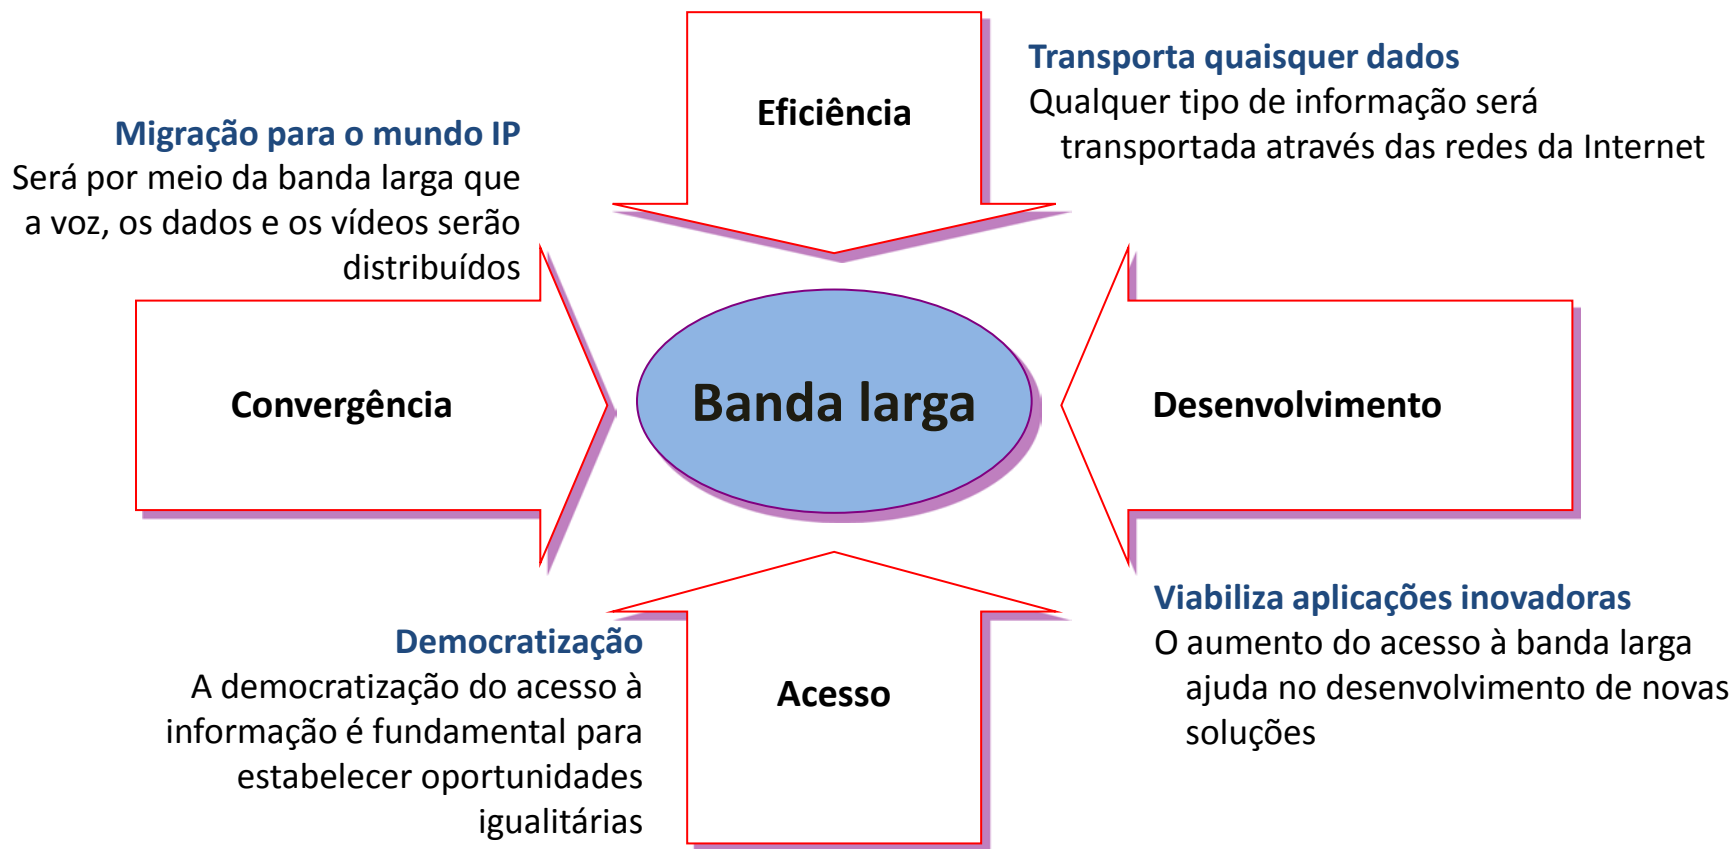 Eficiência
Transporta quaisquer dados
Qualquer tipo de informação será
transportada através das redes da Internet
Migração para o mundo IP
Será por meio da banda larga que
a voz, os dados e os vídeos serão
distribuídos
Convergência
Banda larga
Desenvolvimento
Democratização
A democratização do acesso à
informação é fundamental para
estabelecer oportunidades
igualitárias
Acesso
Viabiliza aplicações inovadoras
O aumento do acesso à banda larga
ajuda no desenvolvimento de novas
soluções